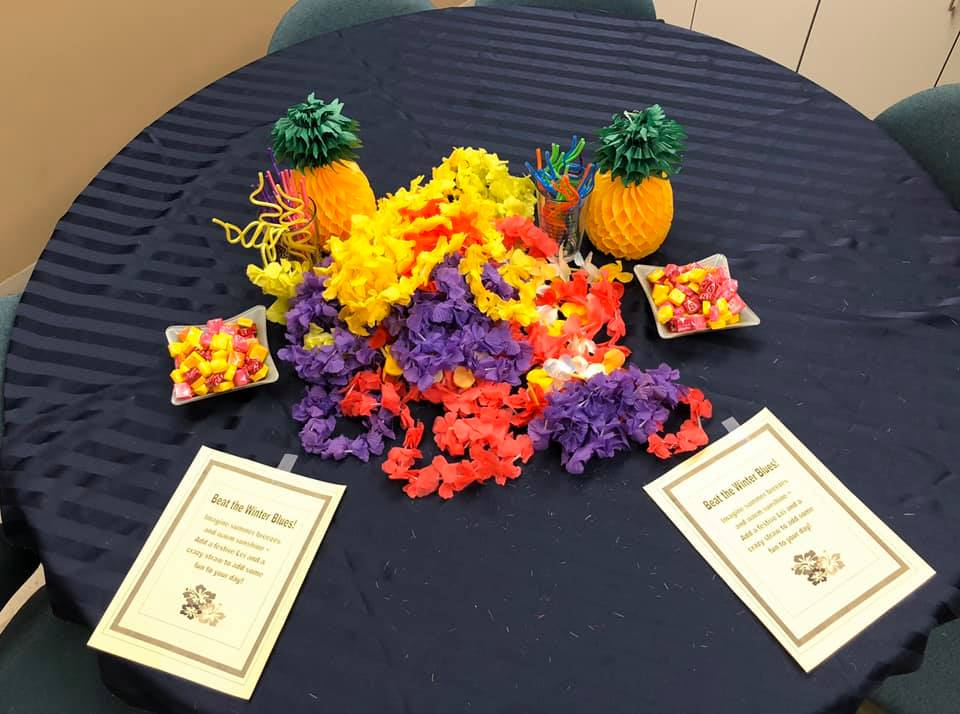 Beat the Winter Blues!
Imagine summer breezes
and warm sunshine ~
Add a festive Lei and a
crazy straw to add some
fun to your day!
Beat the Winter Blues!
Imagine summer breezes
and warm sunshine ~
Add a festive Lei and a
crazy straw to add some
fun to your day!